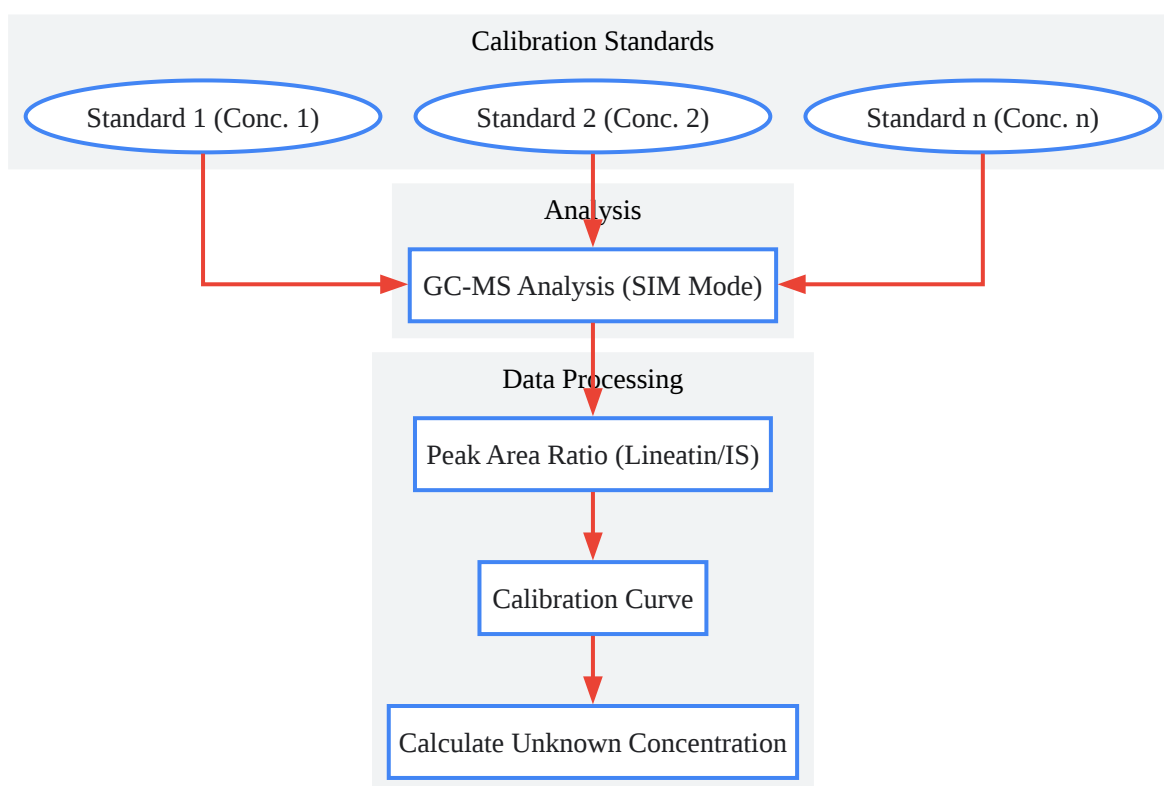 Calibration Standards
Standard 1 (Conc. 1)
Standard 2 (Conc. 2)
Standard n (Conc. n)
Analysis
GC-MS Analysis (SIM Mode)
Data Processing
Peak Area Ratio (Lineatin/IS)
Calibration Curve
Calculate Unknown Concentration